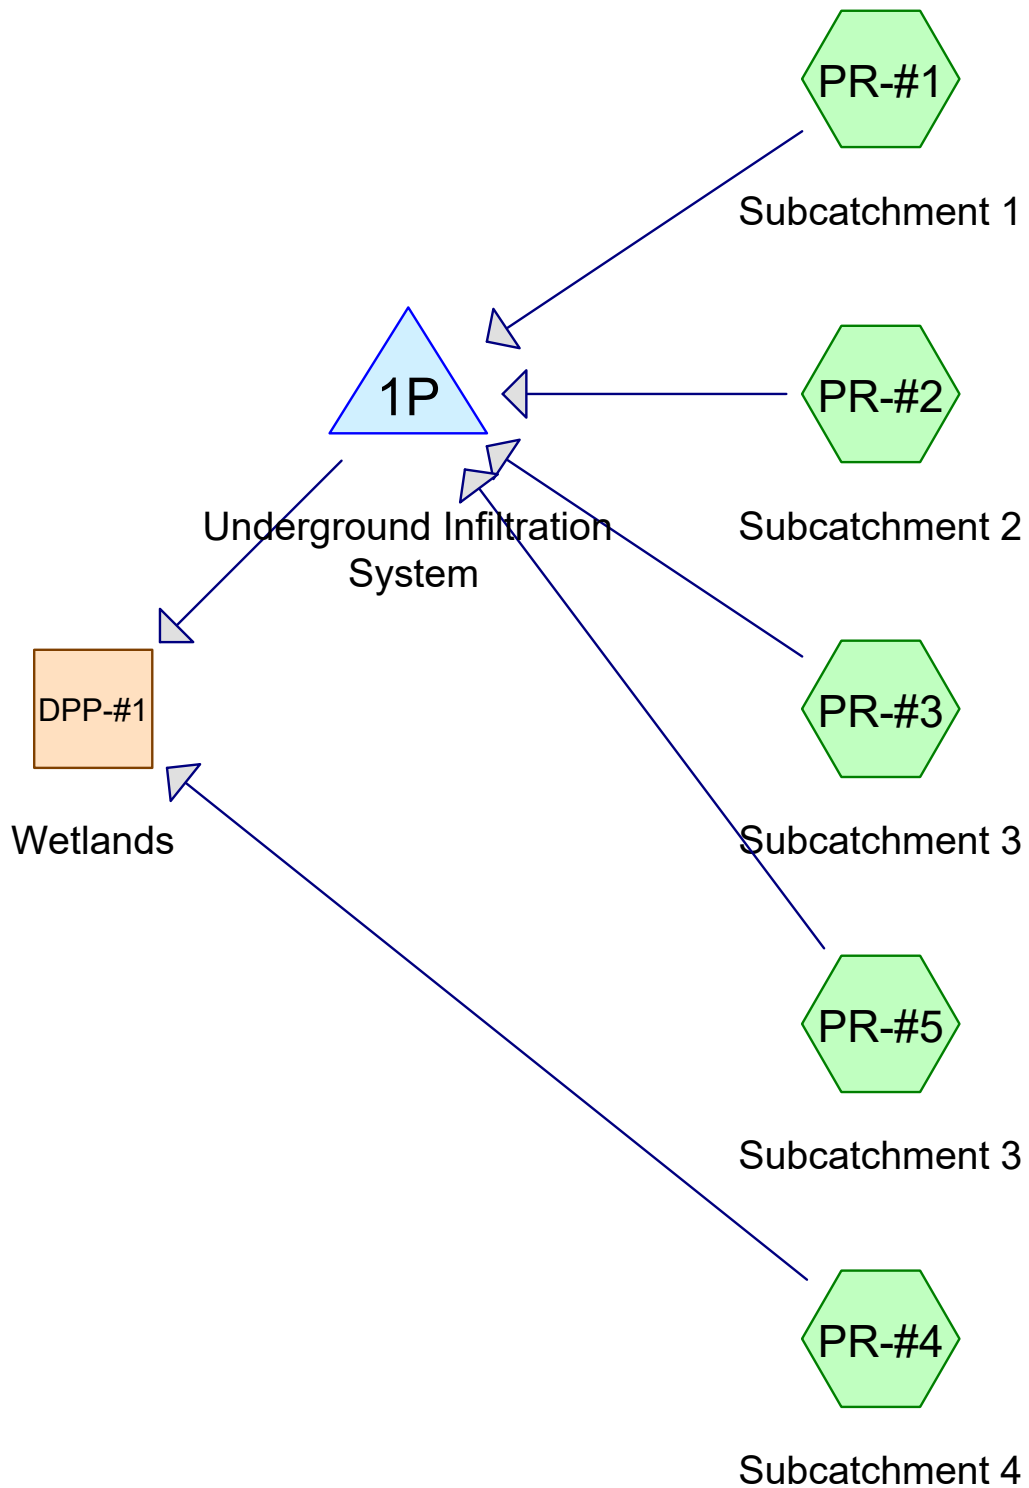 PR-#1
Subcatchment 1
1P
Underground Infiltration
System
PR-#2
Subcatchment 2
DPP-#1
Wetlands
PR-#3
Subcatchment 3
PR-#5
Subcatchment 3
PR-#4
Subcatchment 4